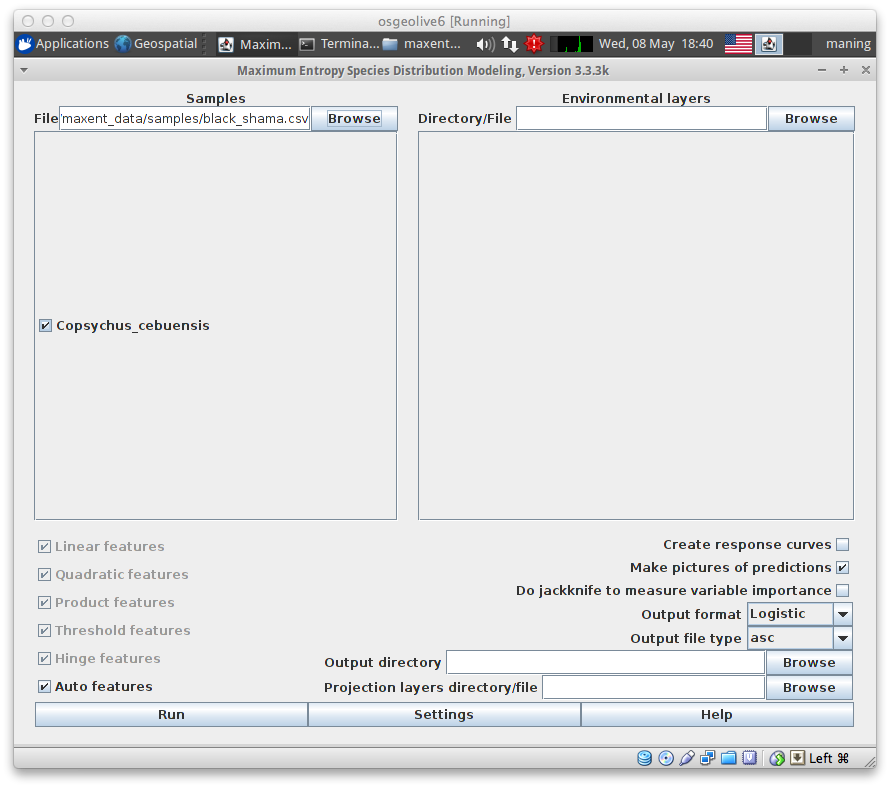 osgeolive6 [Running]
Applications Geospatial Maxim... Termina... maxent... Wed, 08 May 18:40 maning
Maximum Entropy Species Distribution Modeling, Version 3.3.3k
Samples
File /maxent_data/samples/black_shama.csv Browse
Environmental layers
Directory/File Browse
Copsychus_cebuensis
Linear features
Quadratic features
Product features
Threshold features
Hinge features
Auto features
Create response curves
Make pictures of predictions
Do jackknife to measure variable importance
Output format Logistic
Output file type asc
Output directory Browse
Projection layers directory/file Browse
Run Settings Help
Left ⌘